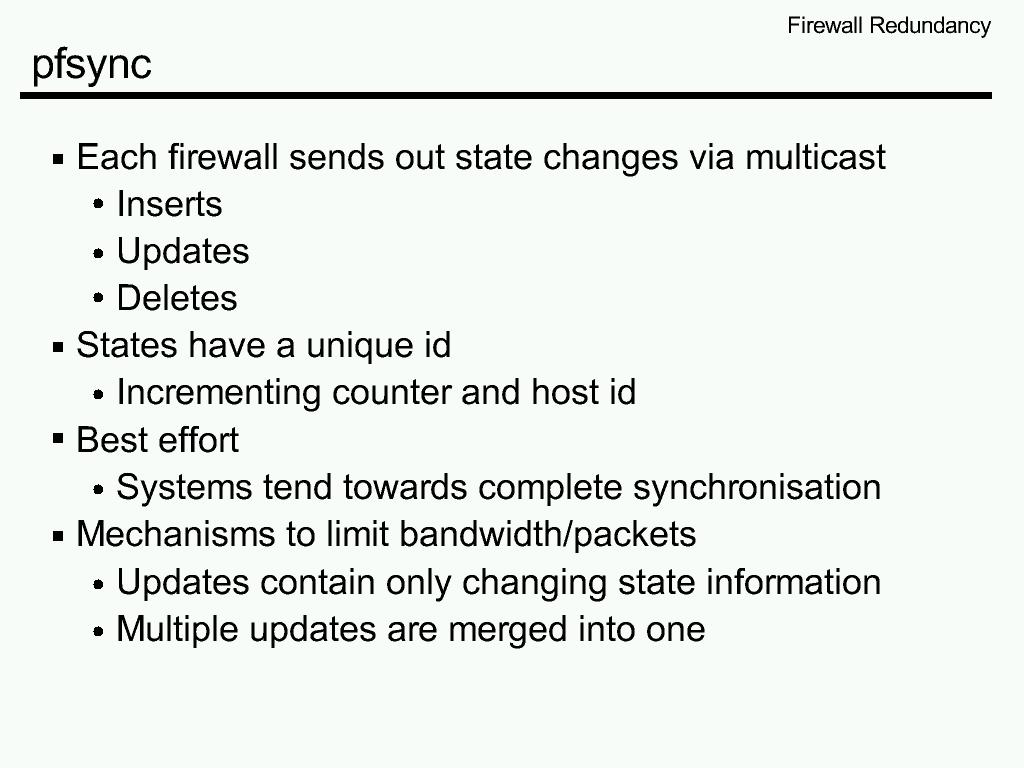 Firewall Redundancy
pfsync
▪ Each firewall sends out state changes via multicast
• Inserts
• Updates
• Deletes
▪ States have a unique id
• Incrementing counter and host id
▪ Best effort
• Systems tend towards complete synchronisation
▪ Mechanisms to limit bandwidth/packets
• Updates contain only changing state information
• Multiple updates are merged into one